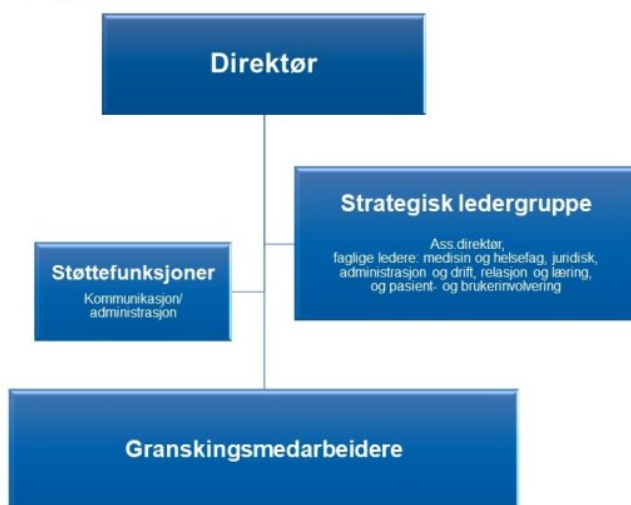 Direktør
Strategisk ledergruppe
Ass.direktør,
faglige ledere: medisin og helsefag, juridisk,
administrasjon og drift, relasjon og læring,
og pasient- og brukerinvolvering
Støttefunksjoner
Kommunikasjon/
administrasjon
Granskingsmedarbeidere